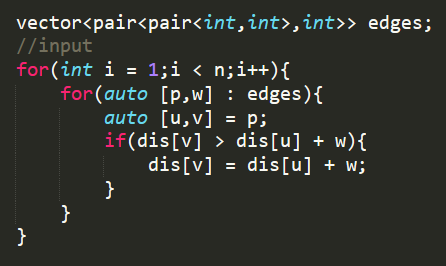 vector<pair<pair<int,int>,int>> edges;
//input
for(int i = 1;i < n;i++){
    for(auto [p,w] : edges){
        auto [u,v] = p;
        if(dis[v] > dis[u] + w){
            dis[v] = dis[u] + w;
        }
    }
}